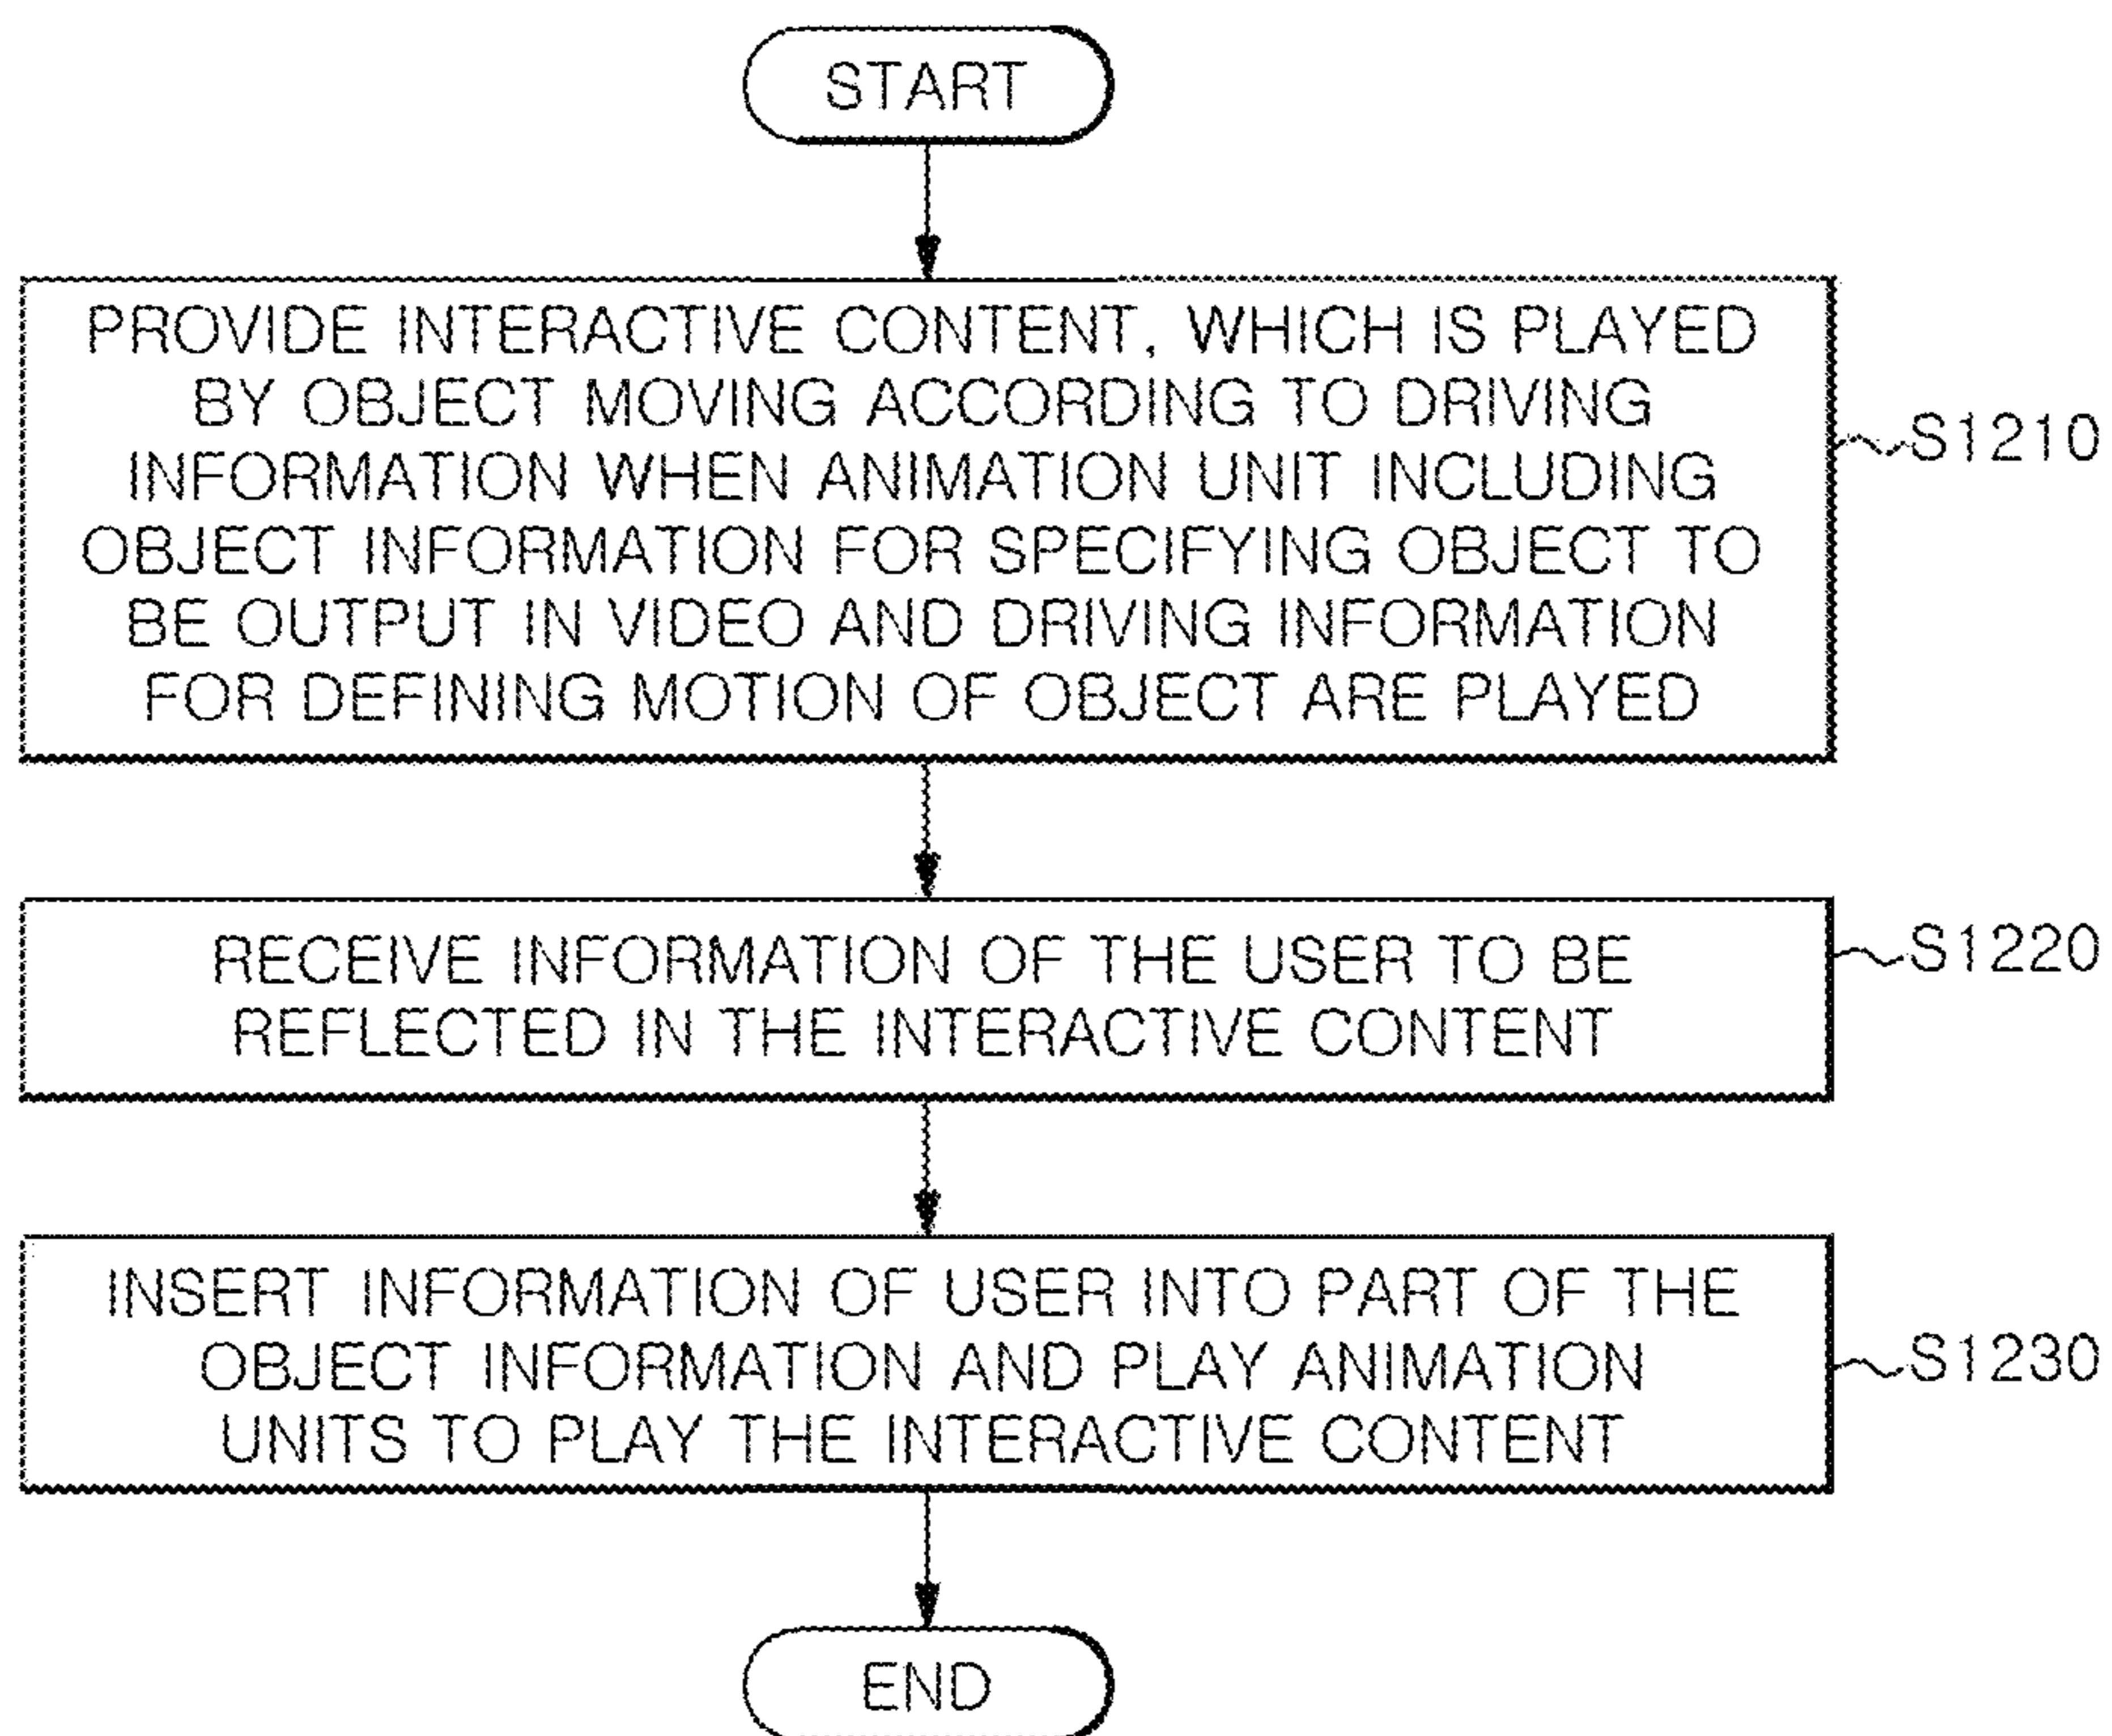 START
PROVIDE INTERACTIVE CONTENT, WHICH IS PLAYED
BY OBJECT MOVING ACCORDING TO DRIVING
INFORMATION WHEN ANIMATION UNIT INCLUDING
OBJECT INFORMATION FOR SPECIFYING OBJECT TO
BE OUTPUT IN VIDEO AND DRIVING INFORMATION
FOR DEFINING MOTION OF OBJECT ARE PLAYED
S1210
RECEIVE INFORMATION OF THE USER TO BE
REFLECTED IN THE INTERACTIVE CONTENT
S1220
INSERT INFORMATION OF USER INTO PART OF THE
OBJECT INFORMATION AND PLAY ANIMATION
UNITS TO PLAY THE INTERACTIVE CONTENT
S1230
END